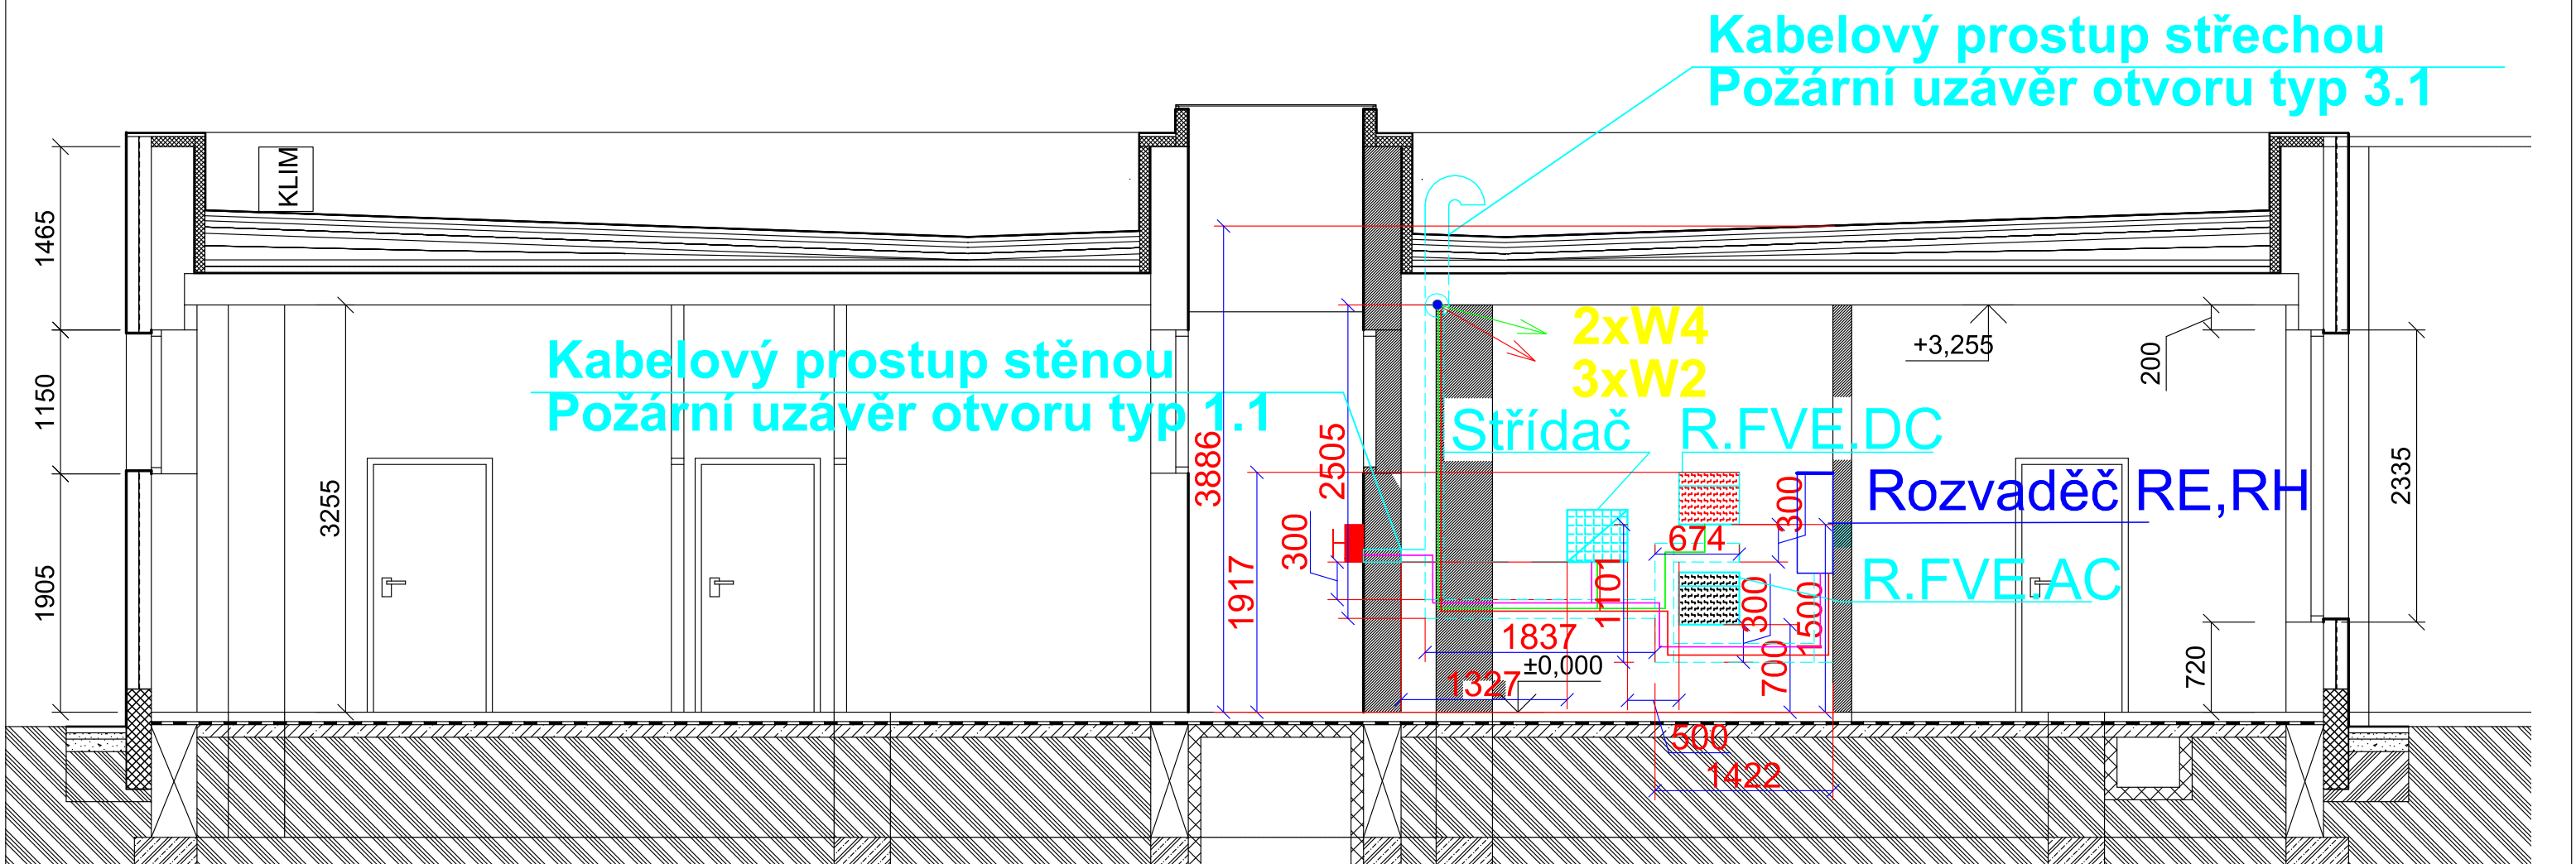 Kabelový prostup střechou
Požární uzávěr otvoru typ 3.1
KLIM
1465
1150
1905
3255
Kabelový prostup stěnou
Požární uzávěr otvoru typ 1.1
3886
2505
1917
300
2xW4
3xW2
Střídač
R.FVE.DC
Rozvaděč RE,RH
R.FVE.AC
+3,255
200
2335
720
300
674
1101
300
1500
700
1837
±0,000
1327
500
1422